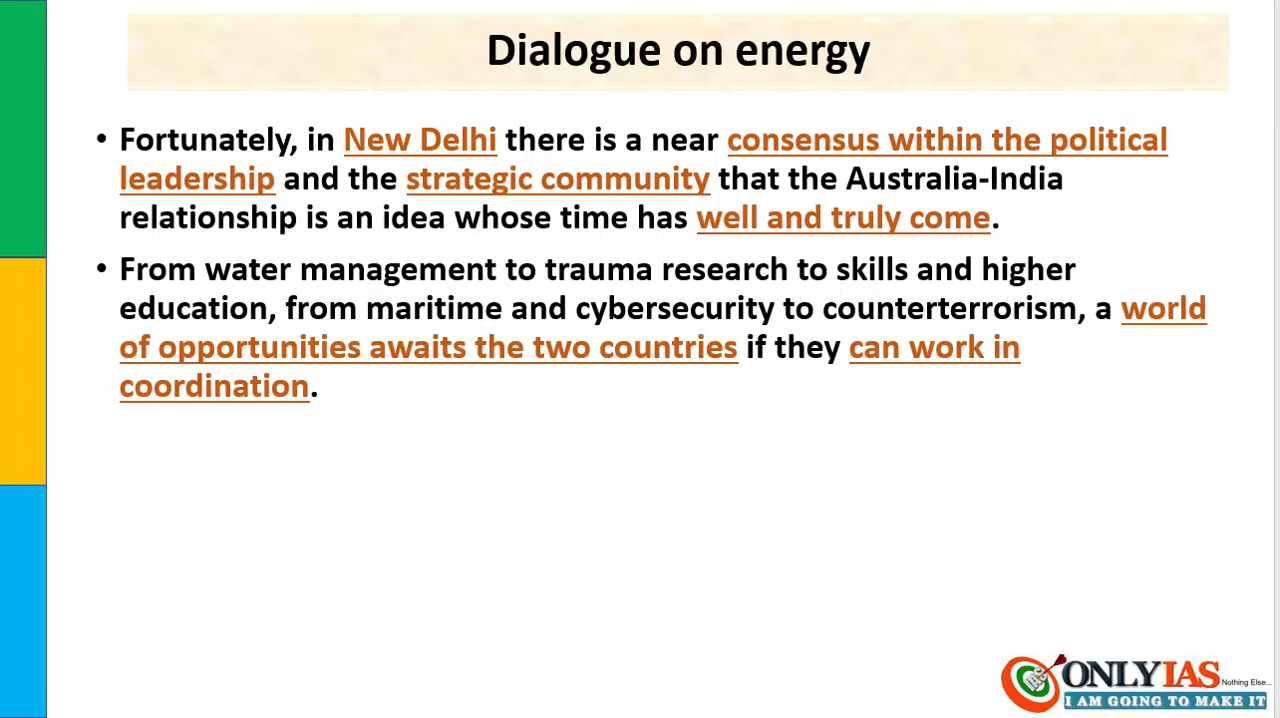 Dialogue on energy
• Fortunately, in New Delhi there is a near consensus within the political
leadership and the strategic community that the Australia-India
relationship is an idea whose time has well and truly come.
• From water management to trauma research to skills and higher
education, from maritime and cybersecurity to counterterrorism, a world
of opportunities awaits the two countries if they can work in
coordination.
ONLYIAS Nothing Else...
I AM GOING TO MAKE IT